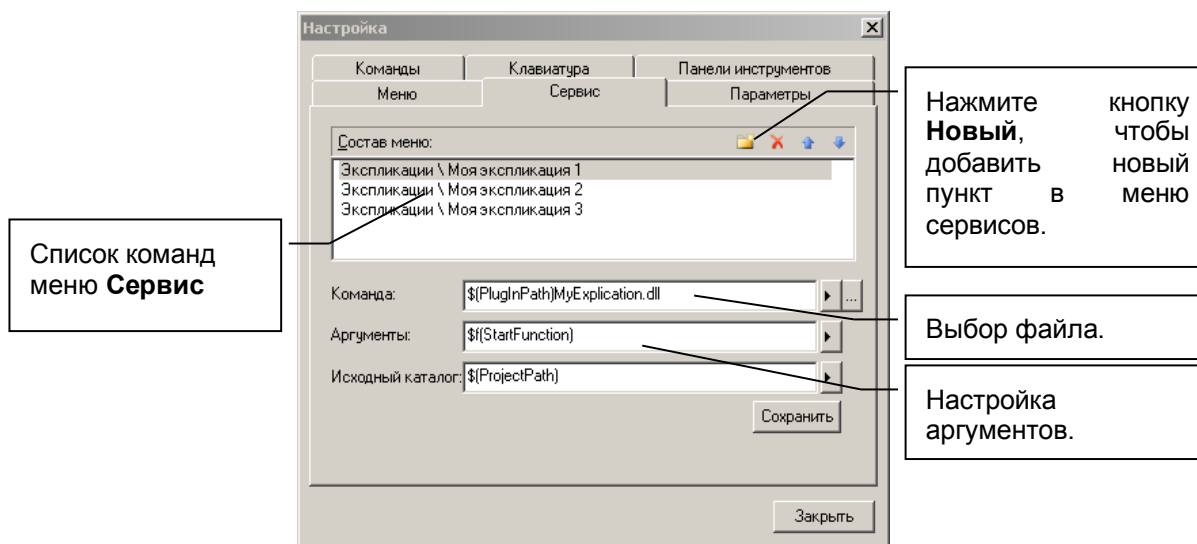 Настройка
Команды Клавиатура Панели инструментов
Меню Сервис Параметры
Состав меню:
Экспликации \ Моя экспликация 1
Экспликации \ Моя экспликация 2
Экспликации \ Моя экспликация 3
Команда: $(PlugInPath)MyExplication.dll ...
Аргументы: $f(StartFunction)
Исходный каталог: $(ProjectPath)
Сохранить
Закрыть
Список команд
меню Сервис
Нажмите кнопку
Новый, чтобы
добавить новый
пункт в меню
сервисов.
Выбор файла.
Настройка
аргументов.